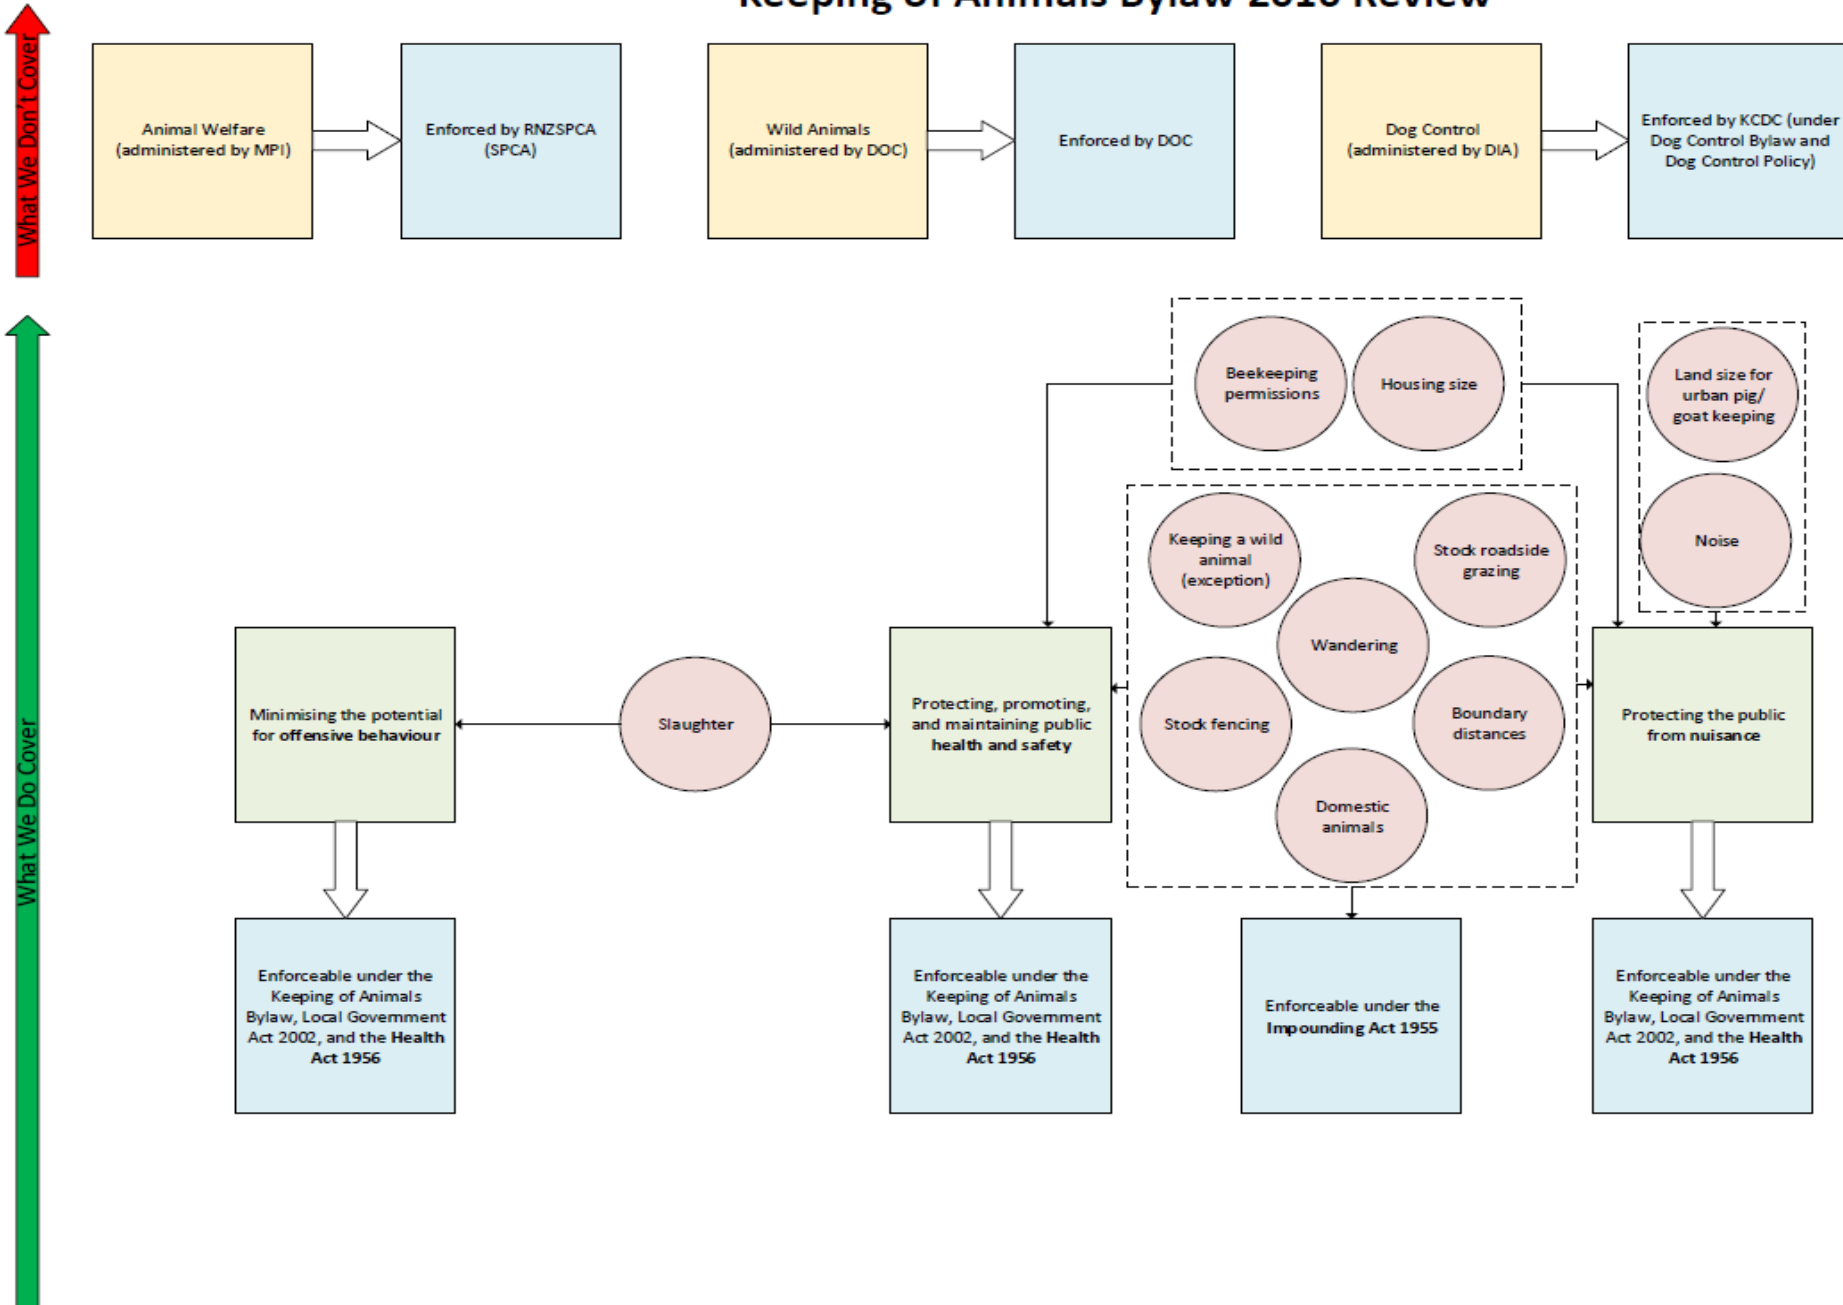 Keeping of Animals Bylaw Review
What We Don't Cover
Animal Welfare
(administered by MPI)
Enforced by RNZSPCA
(SPCA)
Wild Animals
(administered by DOC)
Enforced by DOC
Dog Control
(administered by DIA)
Enforced by KCDC (under
Dog Control Bylaw and
Dog Control Policy)
What We Do Cover
Beekeeping
permissions
Housing size
Land size for
urban pig/
goat keeping
Noise
Keeping a wild
animal
(exception)
Stock roadside
grazing
Wandering
Stock fencing
Boundary
distances
Domestic
animals
Minimising the potential
for offensive behaviour
Slaughter
Protecting, promoting,
and maintaining public
health and safety
Protecting the public
from nuisance
Enforceable under the
Keeping of Animals
Bylaw, Local Government
Act 2002, and the Health
Act 1956
Enforceable under the
Keeping of Animals
Bylaw, Local Government
Act 2002, and the Health
Act 1956
Enforceable under the
Impounding Act 1955
Enforceable under the
Keeping of Animals
Bylaw, Local Government
Act 2002, and the Health
Act 1956